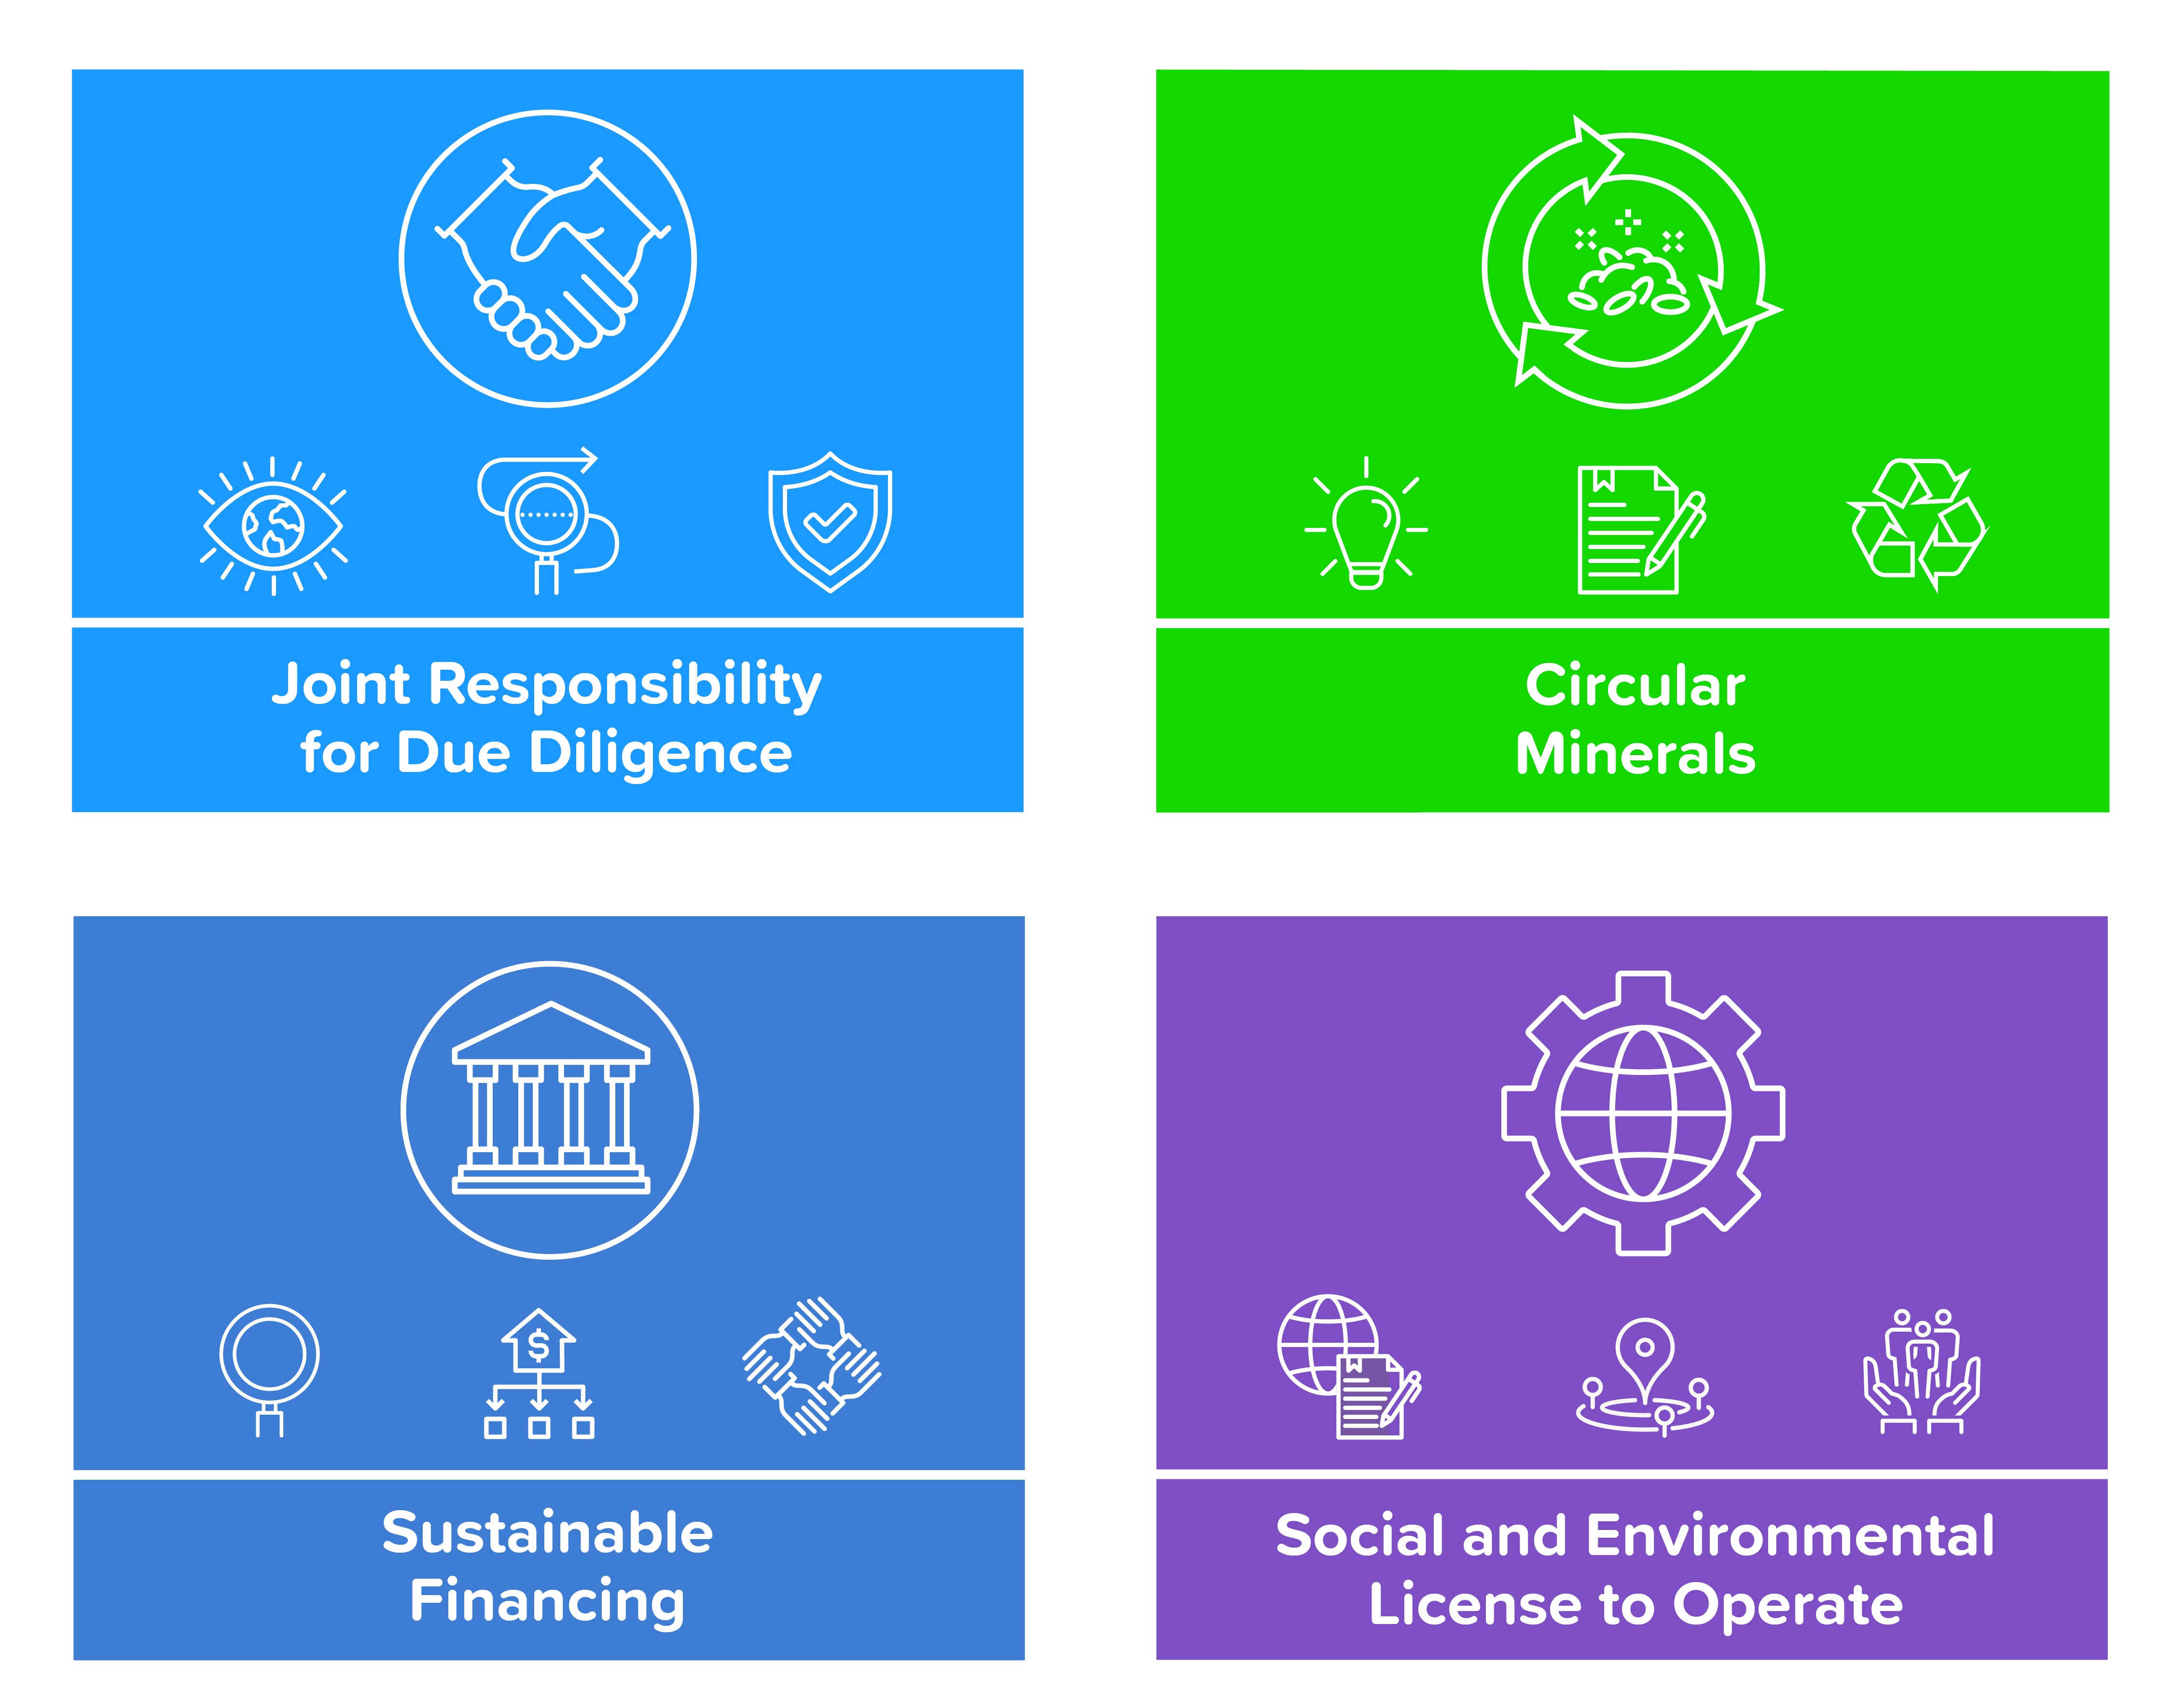 Joint Responsibility
for Due Diligence
Circular
Minerals
$
Sustainable
Financing
Social and Environmental
License to Operate